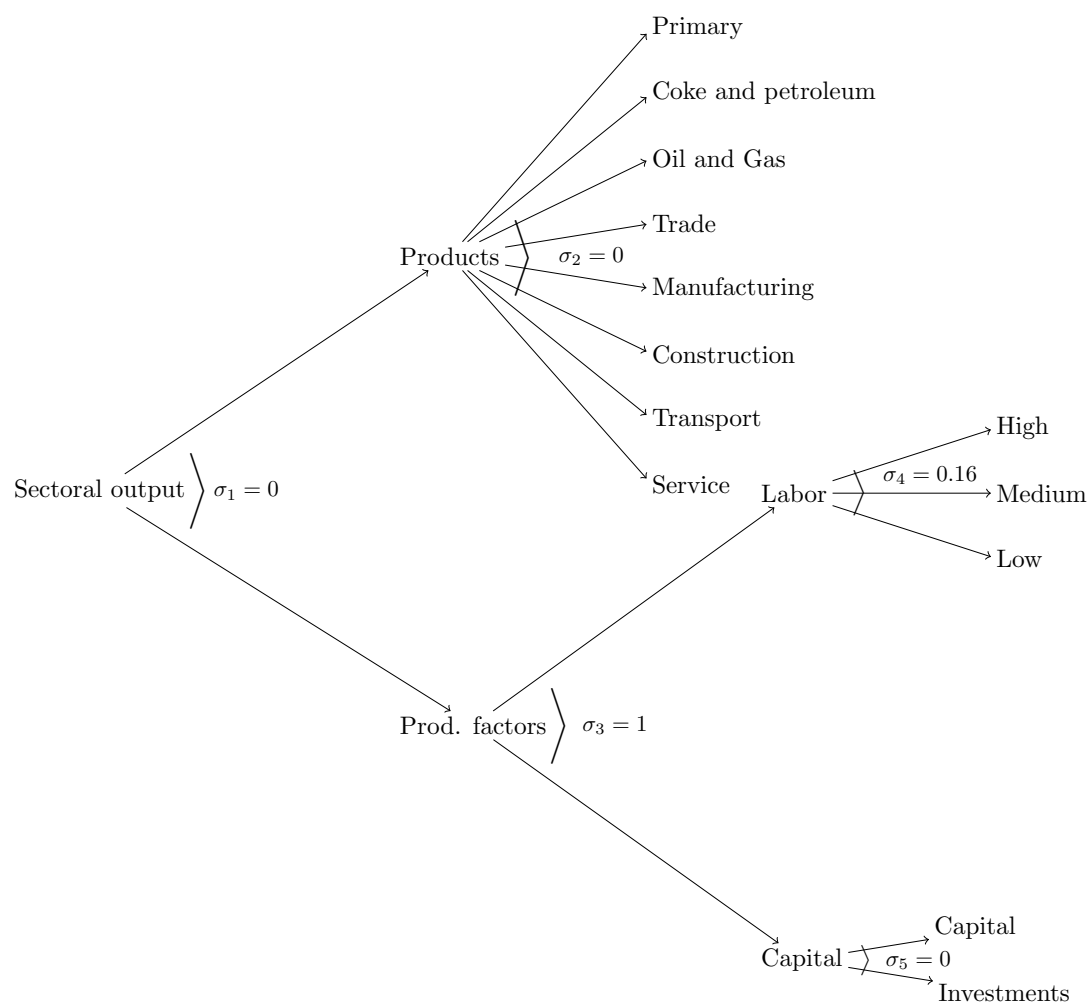 Primary
Coke and petroleum
Oil and Gas
Trade
Products
σ₂ = 0
Manufacturing
Construction
Transport
High
Service
Sectoral output
σ₁ = 0
Labor
σ₄ = 0.16
Medium
Low
Prod. factors
σ₃ = 1
Capital
Capital
σ₅ = 0
Investments